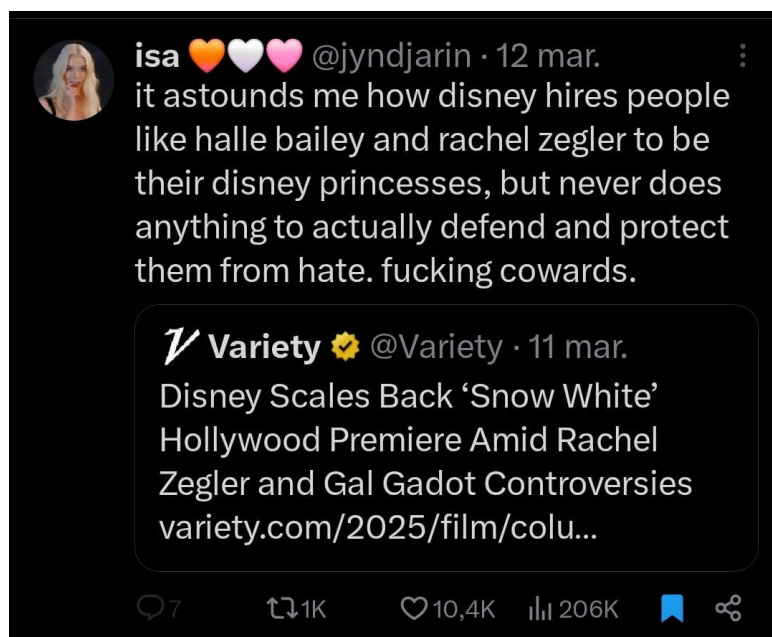 isa 🧡🤍🩷 @jyndjarin · 12 mar.
it astounds me how disney hires people
like halle bailey and rachel zegler to be
their disney princesses, but never does
anything to actually defend and protect
them from hate. fucking cowards.
Variety @Variety · 11 mar.
Disney Scales Back ‘Snow White’
Hollywood Premiere Amid Rachel
Zegler and Gal Gadot Controversies
variety.com/2025/film/colu...
7 1K 10,4K 206K